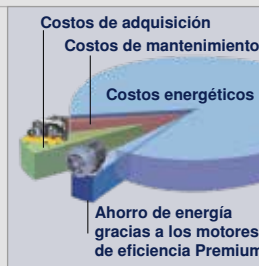 Costos de adquisición
Costos de mantenimiento
Costos energéticos
Ahorro de energía
gracias a los motores
de eficiencia Premium